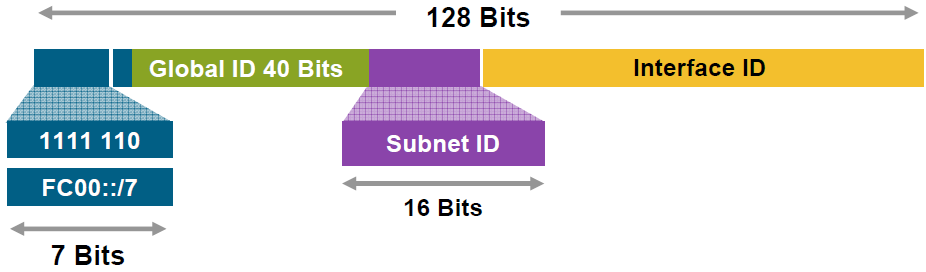 128 Bits
Global ID 40 Bits
Interface ID
1111 110
Subnet ID
FC00::/7
16 Bits
7 Bits